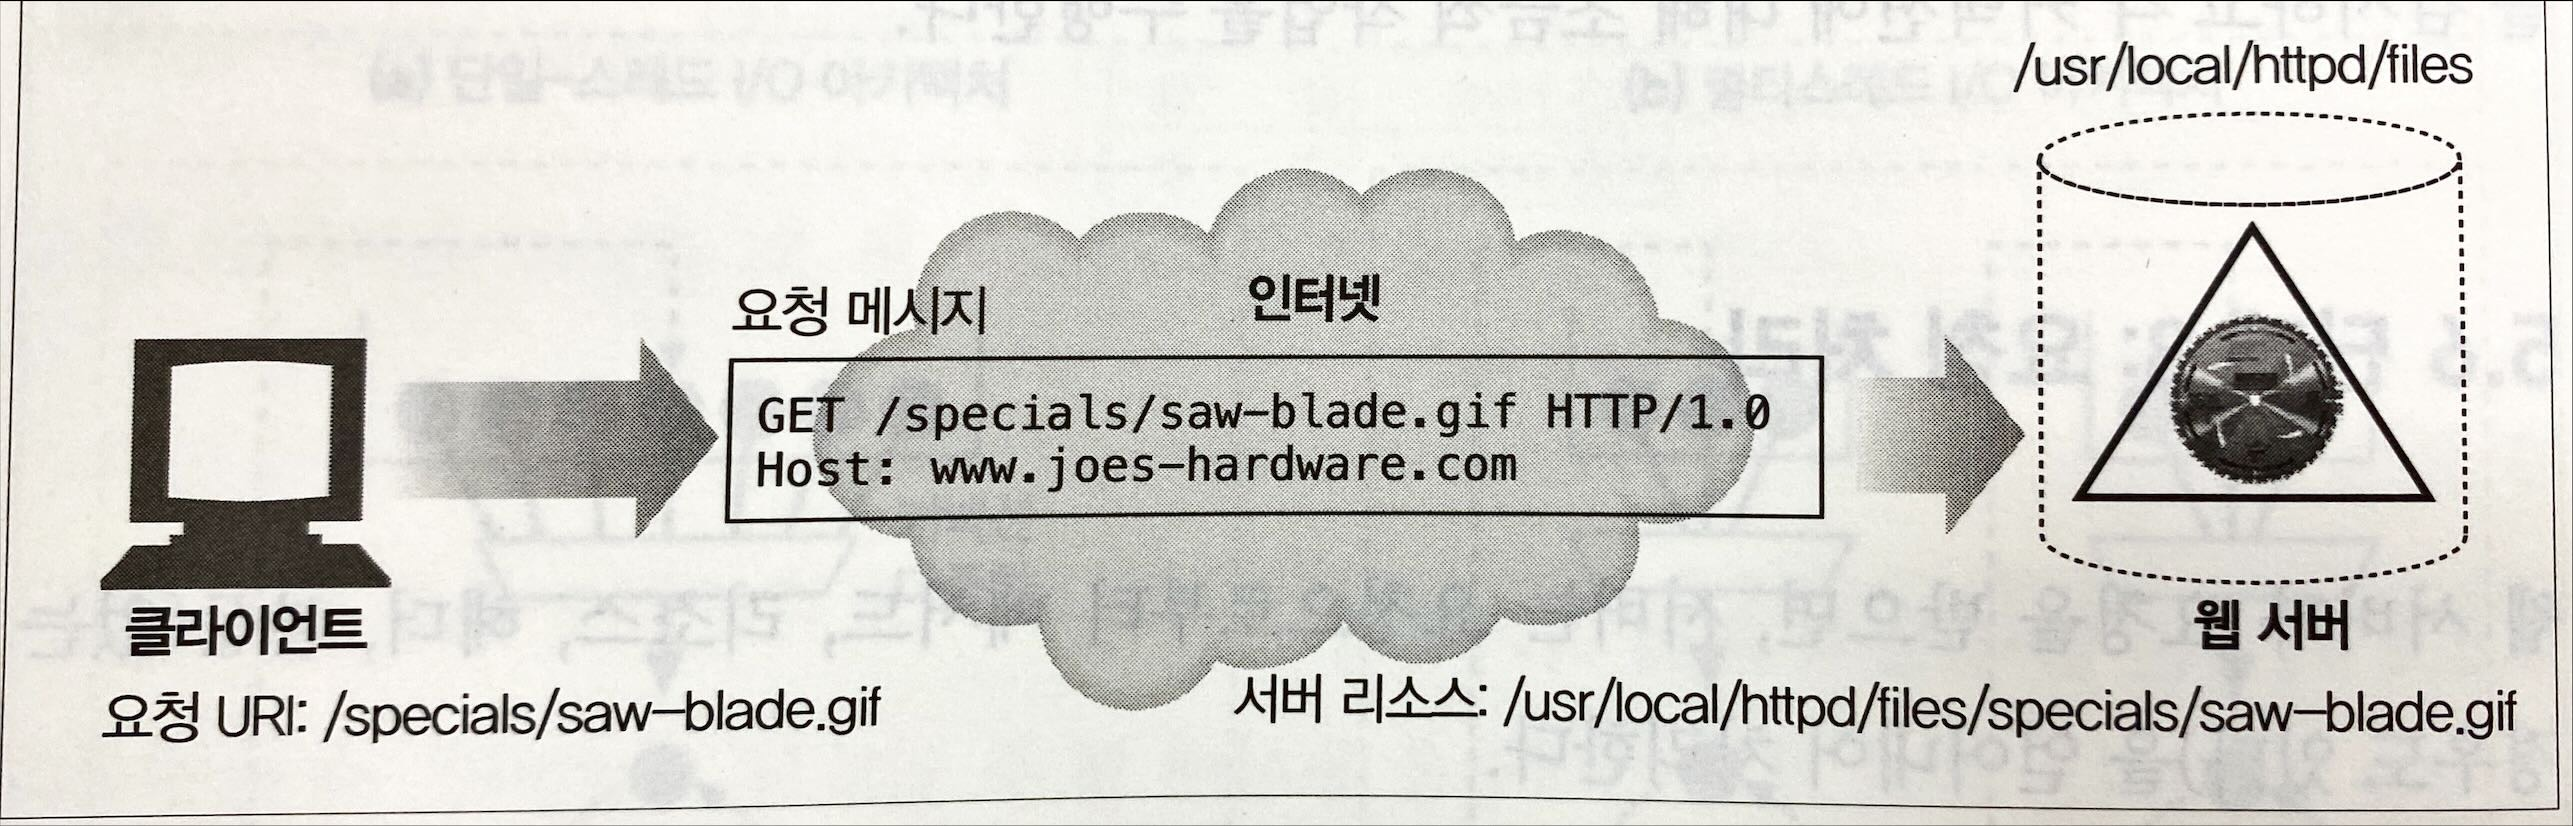 /usr/local/httpd/files
요청 메시지
인터넷
GET /specials/saw-blade.gif HTTP/1.0
Host: www.joes-hardware.com
클라이언트
웹 서버
요청 URI: /specials/saw-blade.gif
서버 리소스: /usr/local/httpd/files/specials/saw-blade.gif